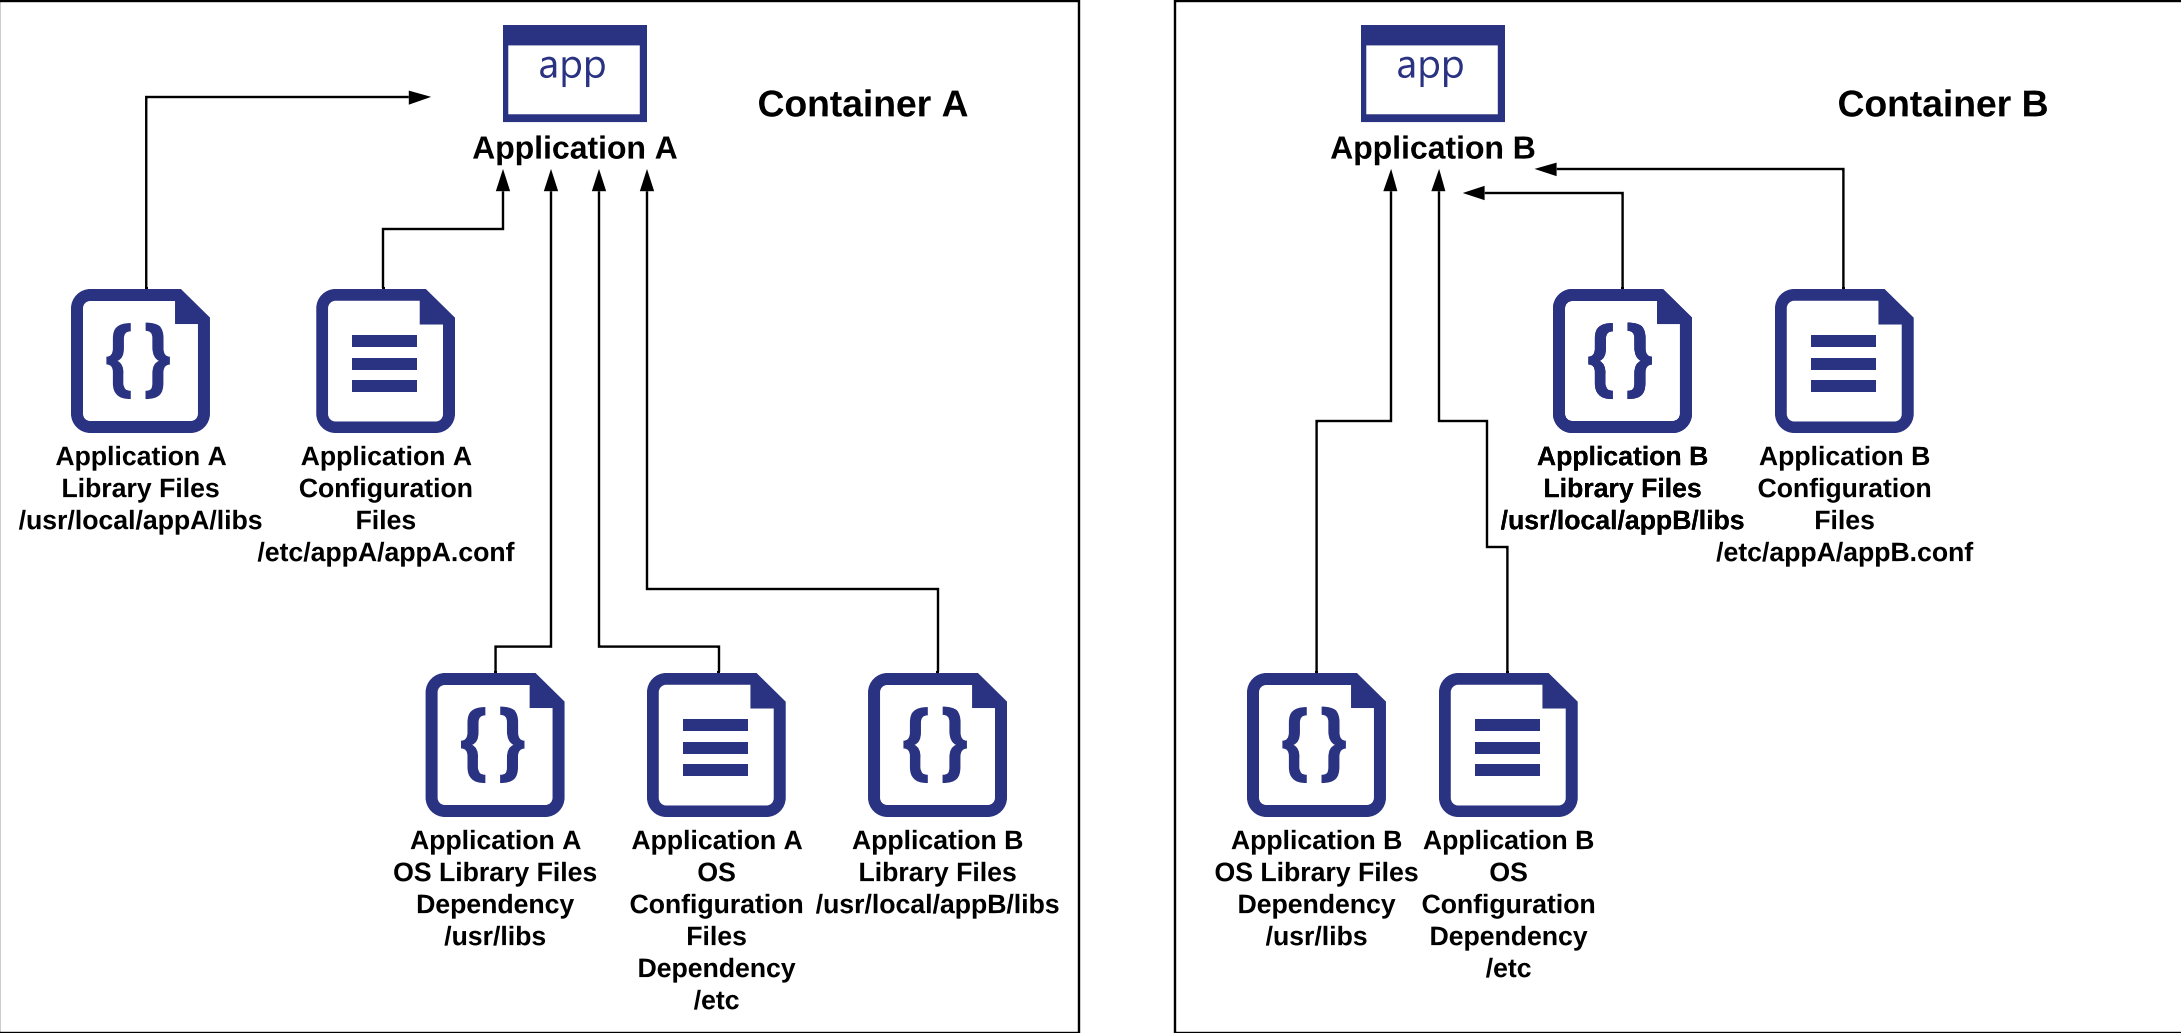 app
Container A
Application A
Application A
Library Files
/usr/local/appA/libs
Application A
Configuration
Files
/etc/appA/appA.conf
Application A
OS Library Files
Dependency
/usr/libs
Application A
OS
Configuration
Files
Dependency
/etc
Application B
Library Files
/usr/local/appB/libs
app
Container B
Application B
Application B
Library Files
/usr/local/appB/libs
Application B
Configuration
Files
/etc/appA/appB.conf
Application B
OS Library Files
Dependency
/usr/libs
Application B
OS
Configuration
Dependency
/etc